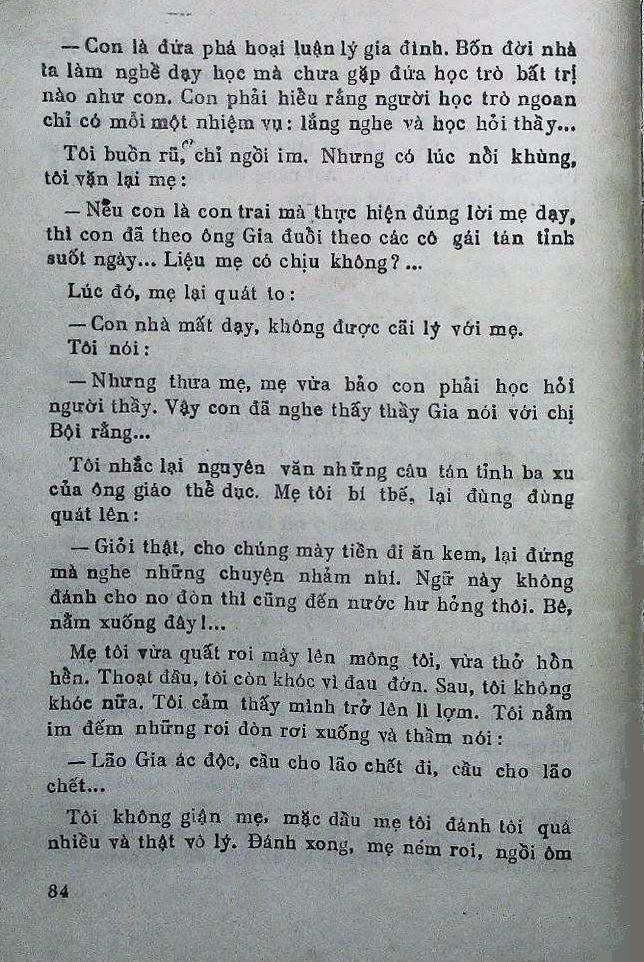 — Con là đứa phá hoại luận lý gia đình. Bốn đời nhà
ta làm nghề dạy học mà chưa gặp đứa học trò bất trị
nào như con. Con phải hiểu rằng người học trò ngoan
chỉ có mỗi một nhiệm vụ: lắng nghe và học hỏi thầy...
Tôi buồn rũ, chỉ ngồi im. Nhưng có lúc nổi khùng,
tôi vặn lại mẹ:
— Nếu con là con trai mà thực hiện đúng lời mẹ dạy,
thì con đã theo ông Gia đuổi theo các cô gái tán tỉnh
suốt ngày... Liệu mẹ có chịu không?...
Lúc đó, mẹ lại quát to:
— Con nhà mất dạy, không được cãi lý với mẹ.
Tôi nói:
— Nhưng thưa mẹ, mẹ vừa bảo con phải học hỏi
người thầy. Vậy con đã nghe thấy thầy Gia nói với chị
Bội rằng...
Tôi nhắc lại nguyên văn những câu tán tỉnh ba xu
của ông giáo thể dục. Mẹ tôi bí thế, lại đùng đùng
quát lên:
— Giỏi thật, cho chúng mày tiền đi ăn kem, lại đứng
mà nghe những chuyện nhảm nhí. Ngữ này không
đánh cho no đòn thì cũng đến nước hư hỏng thôi. Bê,
nằm xuống đây!...
Mẹ tôi vừa quất roi mây lên mông tôi, vừa thở hồn
hền. Thoạt đầu, tôi còn khóc vì đau đớn. Sau, tôi không
khóc nữa. Tôi cảm thấy mình trở lên lì lợm. Tôi nằm
im đếm những roi đòn rơi xuống và thầm nói:
— Lão Gia ác độc, cầu cho lão chết đi, cầu cho lão
chết...
Tôi không giận mẹ, mặc dầu mẹ tôi đánh tôi quá
nhiều và thật vô lý. Đánh xong, mẹ ném roi, ngồi ôm
84